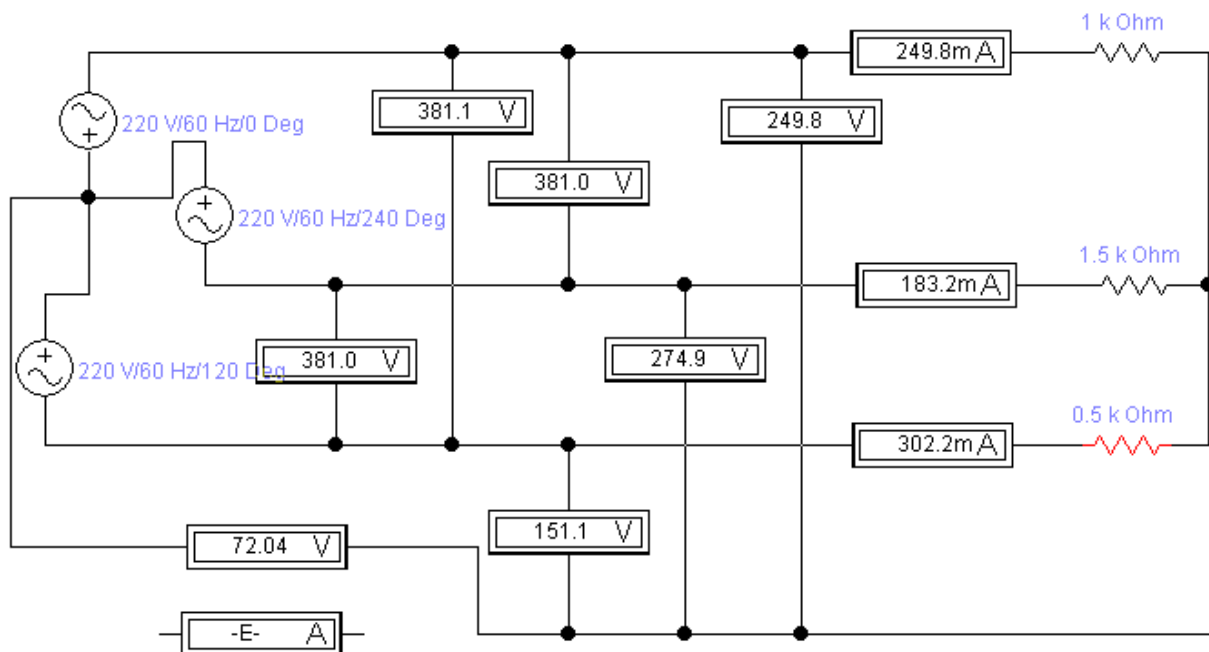 1 k Ohm
249.8m A
381.1 V
249.8 V
220 V/60 Hz/0 Deg
381.0 V
220 V/60 Hz/240 Deg
1.5 k Ohm
183.2m A
381.0 V
274.9 V
220 V/60 Hz/120 Deg
0.5 k Ohm
302.2m A
151.1 V
72.04 V
-E- A
+
+
+